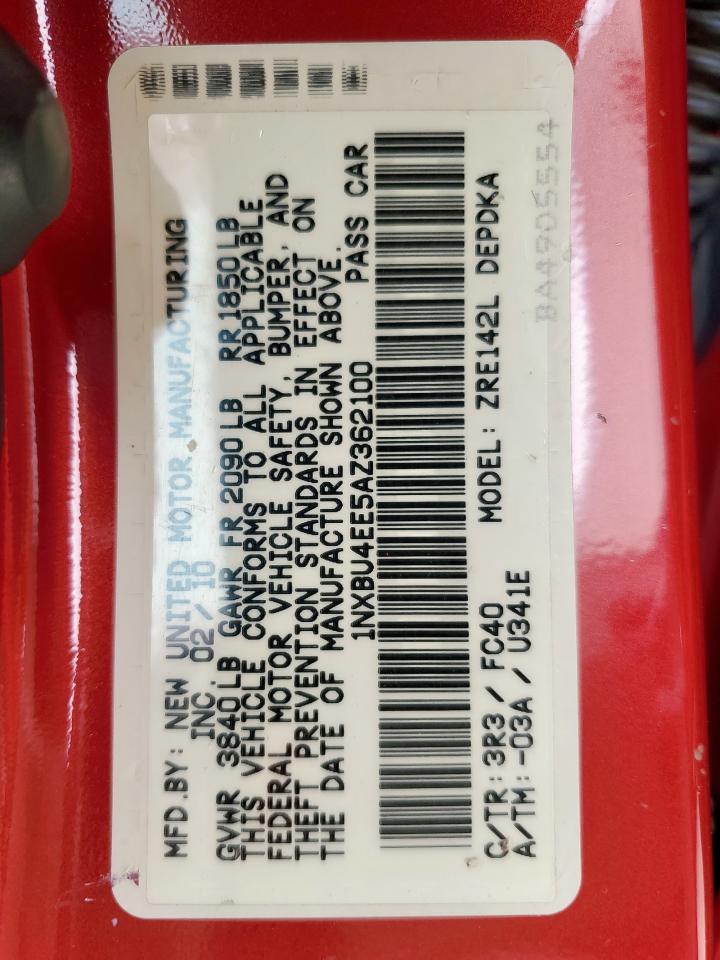 MFD.BY: NEW UNITED MOTOR MANUFACTURING
INC. 02 / 10
GVWR 3840LB GAWR FR 2090LB RR 1850LB
THIS VEHICLE CONFORMS TO ALL APPLICABLE
FEDERAL MOTOR VEHICLE SAFETY, BUMPER, AND
THEFT PREVENTION STANDARDS IN EFFECT ON
THE DATE OF MANUFACTURE SHOWN ABOVE.
1NXBU4EE5AZ362100 PASS CAR
C/TR: 3R3 / FC40 MODEL: ZRE142L DEPDKA
A/TM: -03A / U341E
BA4905554